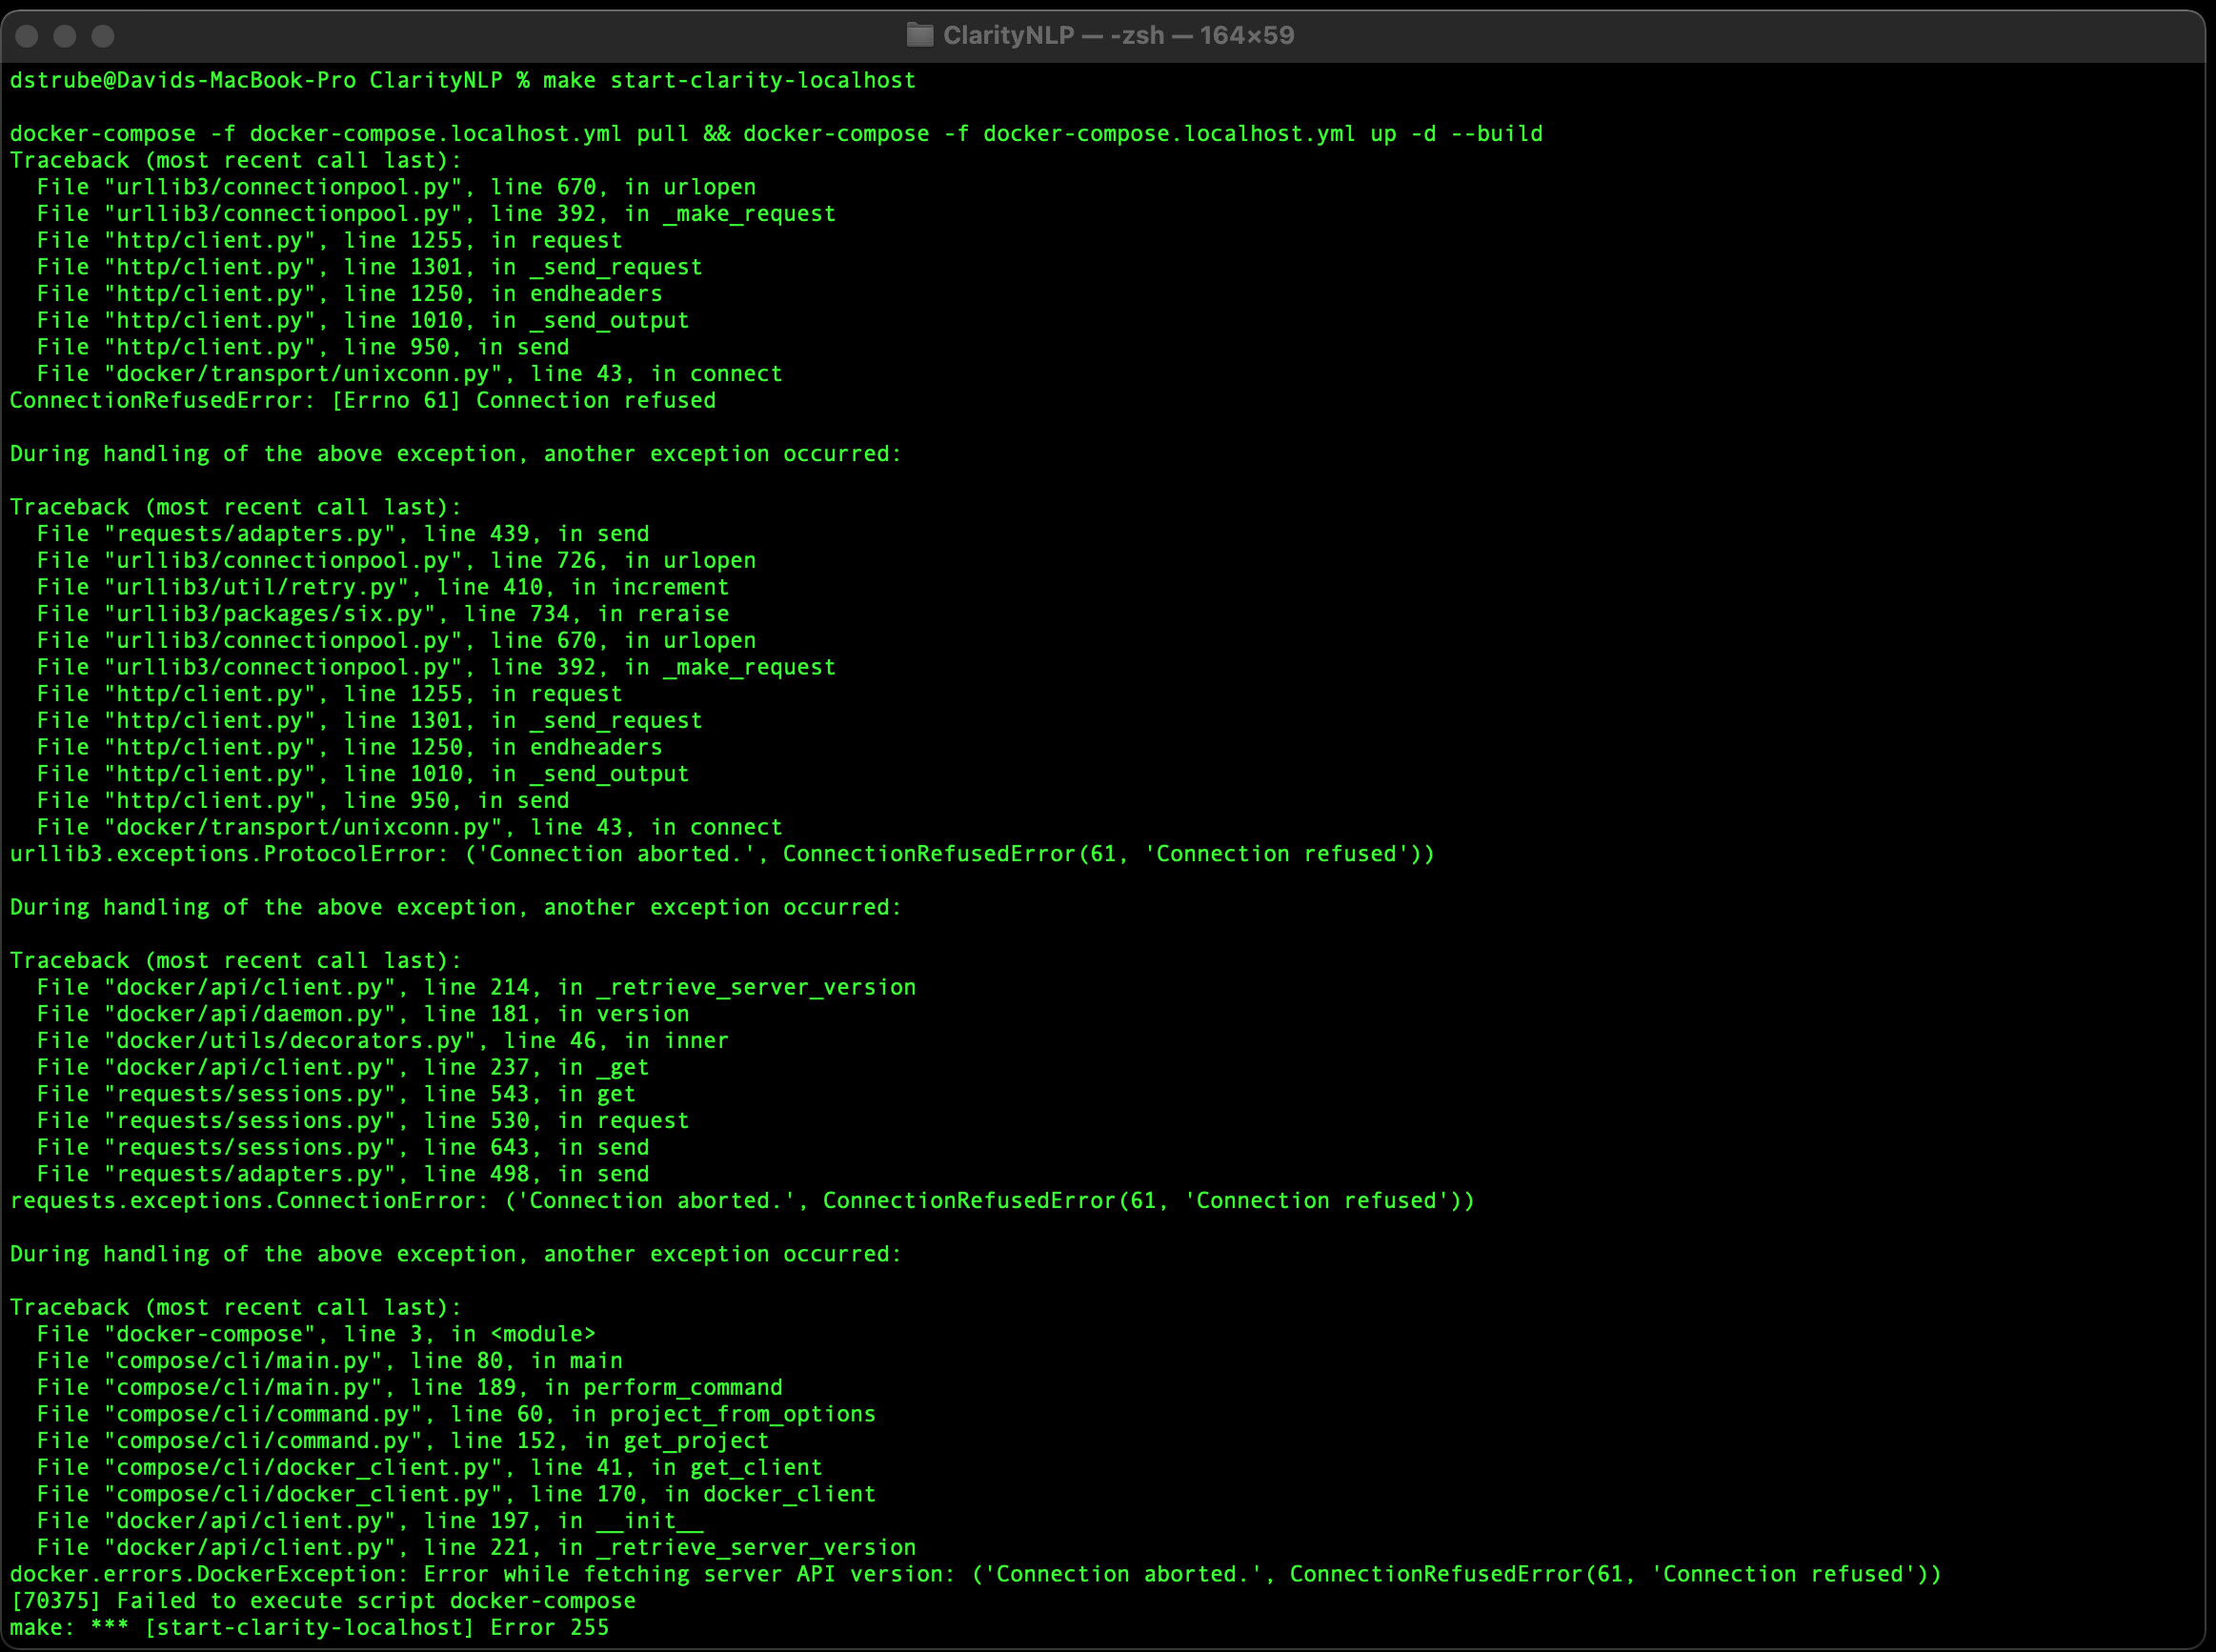 ClarityNLP — -zsh — 164×59
dstrube@Davids-MacBook-Pro ClarityNLP % make start-clarity-localhost
docker-compose -f docker-compose.localhost.yml pull && docker-compose -f docker-compose.localhost.yml up -d --build
Traceback (most recent call last):
  File "urllib3/connectionpool.py", line 670, in urlopen
  File "urllib3/connectionpool.py", line 392, in _make_request
  File "http/client.py", line 1255, in request
  File "http/client.py", line 1301, in _send_request
  File "http/client.py", line 1250, in endheaders
  File "http/client.py", line 1010, in _send_output
  File "http/client.py", line 950, in send
  File "docker/transport/unixconn.py", line 43, in connect
ConnectionRefusedError: [Errno 61] Connection refused
During handling of the above exception, another exception occurred:
Traceback (most recent call last):
  File "requests/adapters.py", line 439, in send
  File "urllib3/connectionpool.py", line 726, in urlopen
  File "urllib3/util/retry.py", line 410, in increment
  File "urllib3/packages/six.py", line 734, in reraise
  File "urllib3/connectionpool.py", line 670, in urlopen
  File "urllib3/connectionpool.py", line 392, in _make_request
  File "http/client.py", line 1255, in request
  File "http/client.py", line 1301, in _send_request
  File "http/client.py", line 1250, in endheaders
  File "http/client.py", line 1010, in _send_output
  File "http/client.py", line 950, in send
  File "docker/transport/unixconn.py", line 43, in connect
urllib3.exceptions.ProtocolError: ('Connection aborted.', ConnectionRefusedError(61, 'Connection refused'))
During handling of the above exception, another exception occurred:
Traceback (most recent call last):
  File "docker/api/client.py", line 214, in _retrieve_server_version
  File "docker/api/daemon.py", line 181, in version
  File "docker/utils/decorators.py", line 46, in inner
  File "docker/api/client.py", line 237, in _get
  File "requests/sessions.py", line 543, in get
  File "requests/sessions.py", line 530, in request
  File "requests/sessions.py", line 643, in send
  File "requests/adapters.py", line 498, in send
requests.exceptions.ConnectionError: ('Connection aborted.', ConnectionRefusedError(61, 'Connection refused'))
During handling of the above exception, another exception occurred:
Traceback (most recent call last):
  File "docker-compose", line 3, in <module>
  File "compose/cli/main.py", line 80, in main
  File "compose/cli/main.py", line 189, in perform_command
  File "compose/cli/command.py", line 60, in project_from_options
  File "compose/cli/command.py", line 152, in get_project
  File "compose/cli/docker_client.py", line 41, in get_client
  File "compose/cli/docker_client.py", line 170, in docker_client
  File "docker/api/client.py", line 197, in __init__
  File "docker/api/client.py", line 221, in _retrieve_server_version
docker.errors.DockerException: Error while fetching server API version: ('Connection aborted.', ConnectionRefusedError(61, 'Connection refused'))
[70375] Failed to execute script docker-compose
make: *** [start-clarity-localhost] Error 255